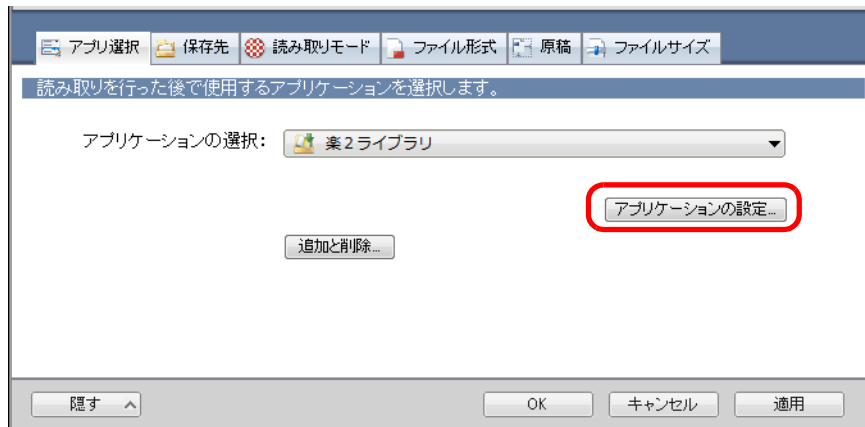 アプリ選択 保存先 読み取りモード ファイル形式 原稿 ファイルサイズ
読み取りを行った後で使用するアプリケーションを選択します。
アプリケーションの選択: 楽2ライブラリ
アプリケーションの設定...
追加と削除...
隠す OK キャンセル 適用